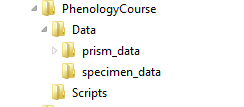 PhenologyCourse
Data
prism_data
specimen_data
Scripts